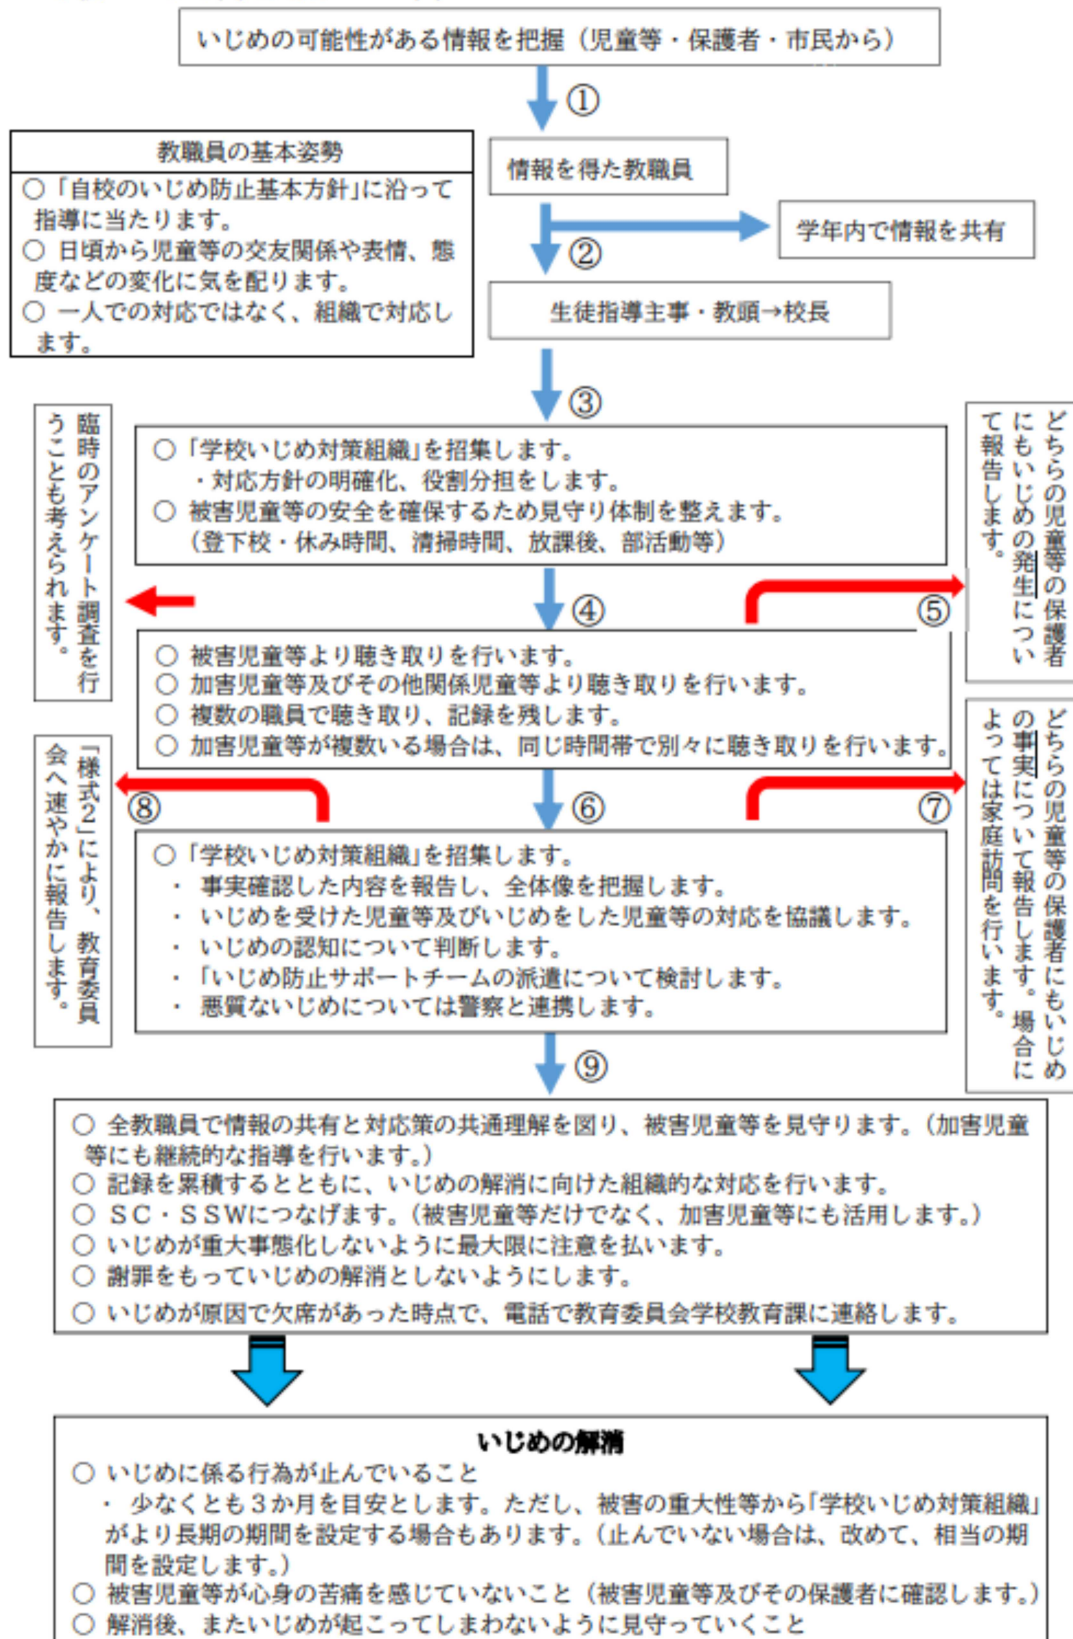 いじめの可能性がある情報を把握（児童等・保護者・市民から）
①
教職員の基本姿勢
○「自校のいじめ防止基本方針」に沿って
指導に当たります。
○ 日頃から児童等の交友関係や表情、態
度などの変化に気を配ります。
○ 一人での対応ではなく、組織で対応し
ます。
情報を得た教職員
学年内で情報を共有
②
生徒指導主事・教頭→校長
③
臨時のアンケート調査を行
うことも考えられます。
○「学校いじめ対策組織」を招集します。
・対応方針の明確化、役割分担をします。
○ 被害児童等の安全を確保するため見守り体制を整えます。
（登下校・休み時間、清掃時間、放課後、部活動等）
どちらの児童等の保護者
にもいじめの発生につい
て報告します。
④
⑤
○ 被害児童等より聴き取りを行います。
○ 加害児童等及びその他関係児童等より聴き取りを行います。
○ 複数の職員で聴き取り、記録を残します。
○ 加害児童等が複数いる場合は、同じ時間帯で別々に聴き取りを行います。
どちらの児童等の保護者にもいじめ
の事実について報告します。場合に
よっては家庭訪問を行います。
「様式２」により、教育委員
会へ速やかに報告します。
⑧
⑥
⑦
○「学校いじめ対策組織」を招集します。
・ 事実確認した内容を報告し、全体像を把握します。
・ いじめを受けた児童等及びいじめをした児童等の対応を協議します。
・ いじめの認知について判断します。
・ 「いじめ防止サポートチームの派遣について検討します。
・ 悪質ないじめについては警察と連携します。
⑨
○ 全教職員で情報の共有と対応策の共通理解を図り、被害児童等を見守ります。（加害児童
等にも継続的な指導を行います。）
○ 記録を累積するとともに、いじめの解消に向けた組織的な対応を行います。
○ ＳＣ・ＳＳＷにつなげます。（被害児童等だけでなく、加害児童等にも活用します。）
○ いじめが重大事態化しないように最大限に注意を払います。
○ 謝罪をもっていじめの解消としないようにします。
○ いじめが原因で欠席があった時点で、電話で教育委員会学校教育課に連絡します。
いじめの解消
○ いじめに係る行為が止んでいること
・ 少なくとも３か月を目安とします。ただし、被害の重大性等から「学校いじめ対策組織」
がより長期の期間を設定する場合もあります。（止んでいない場合は、改めて、相当の期
間を設定します。）
○ 被害児童等が心身の苦痛を感じていないこと（被害児童等及びその保護者に確認します。）
○ 解消後、またいじめが起こってしまわないように見守っていくこと